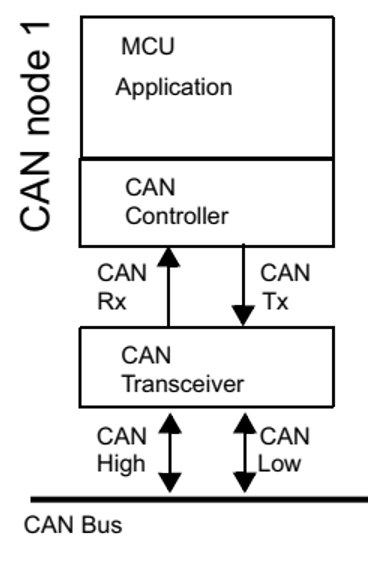 CAN node 1
MCU
Application
CAN
Controller
CAN
Rx
CAN
Tx
CAN
Transceiver
CAN
High
CAN
Low
CAN Bus